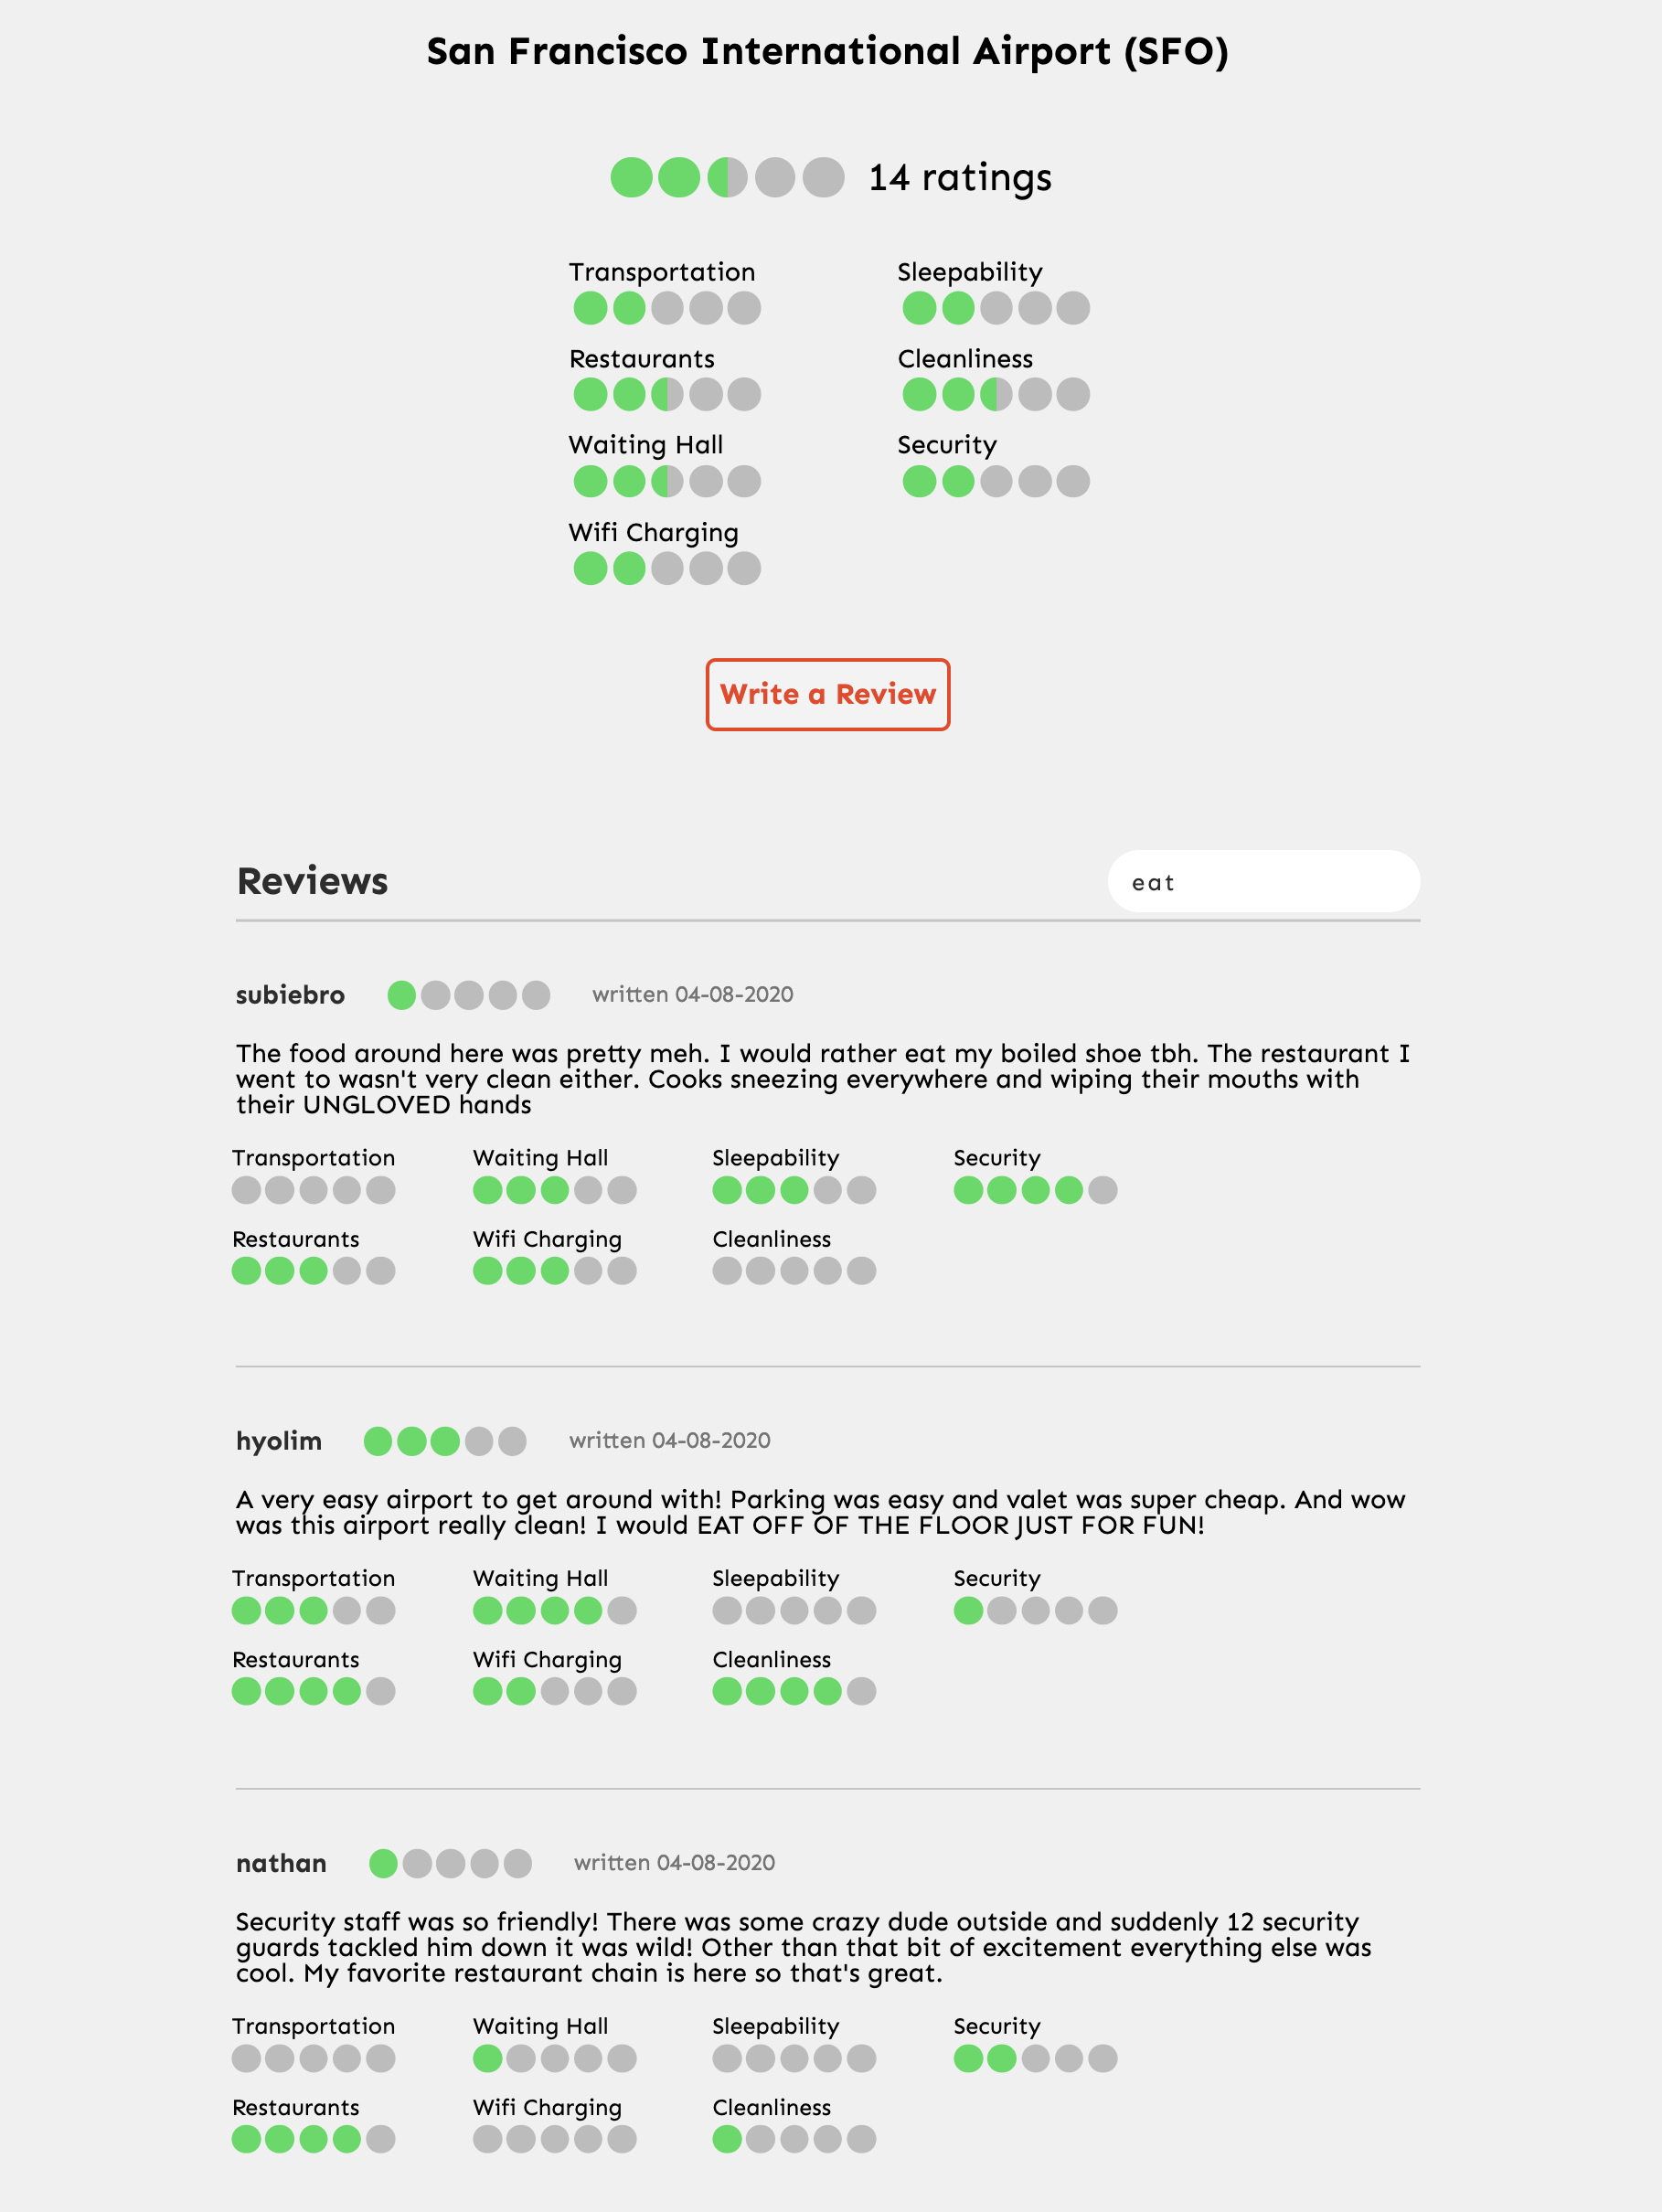 San Francisco International Airport (SFO)
14 ratings
Transportation
Sleepability
Restaurants
Cleanliness
Waiting Hall
Security
Wifi Charging
Write a Review
Reviews
eat
subiebro
written 04-08-2020
The food around here was pretty meh. I would rather eat my boiled shoe tbh. The restaurant I
went to wasn't very clean either. Cooks sneezing everywhere and wiping their mouths with
their UNGLOVED hands
Transportation
Waiting Hall
Sleepability
Security
Restaurants
Wifi Charging
Cleanliness
hyolim
written 04-08-2020
A very easy airport to get around with! Parking was easy and valet was super cheap. And wow
was this airport really clean! I would EAT OFF OF THE FLOOR JUST FOR FUN!
Transportation
Waiting Hall
Sleepability
Security
Restaurants
Wifi Charging
Cleanliness
nathan
written 04-08-2020
Security staff was so friendly! There was some crazy dude outside and suddenly 12 security
guards tackled him down it was wild! Other than that bit of excitement everything else was
cool. My favorite restaurant chain is here so that's great.
Transportation
Waiting Hall
Sleepability
Security
Restaurants
Wifi Charging
Cleanliness